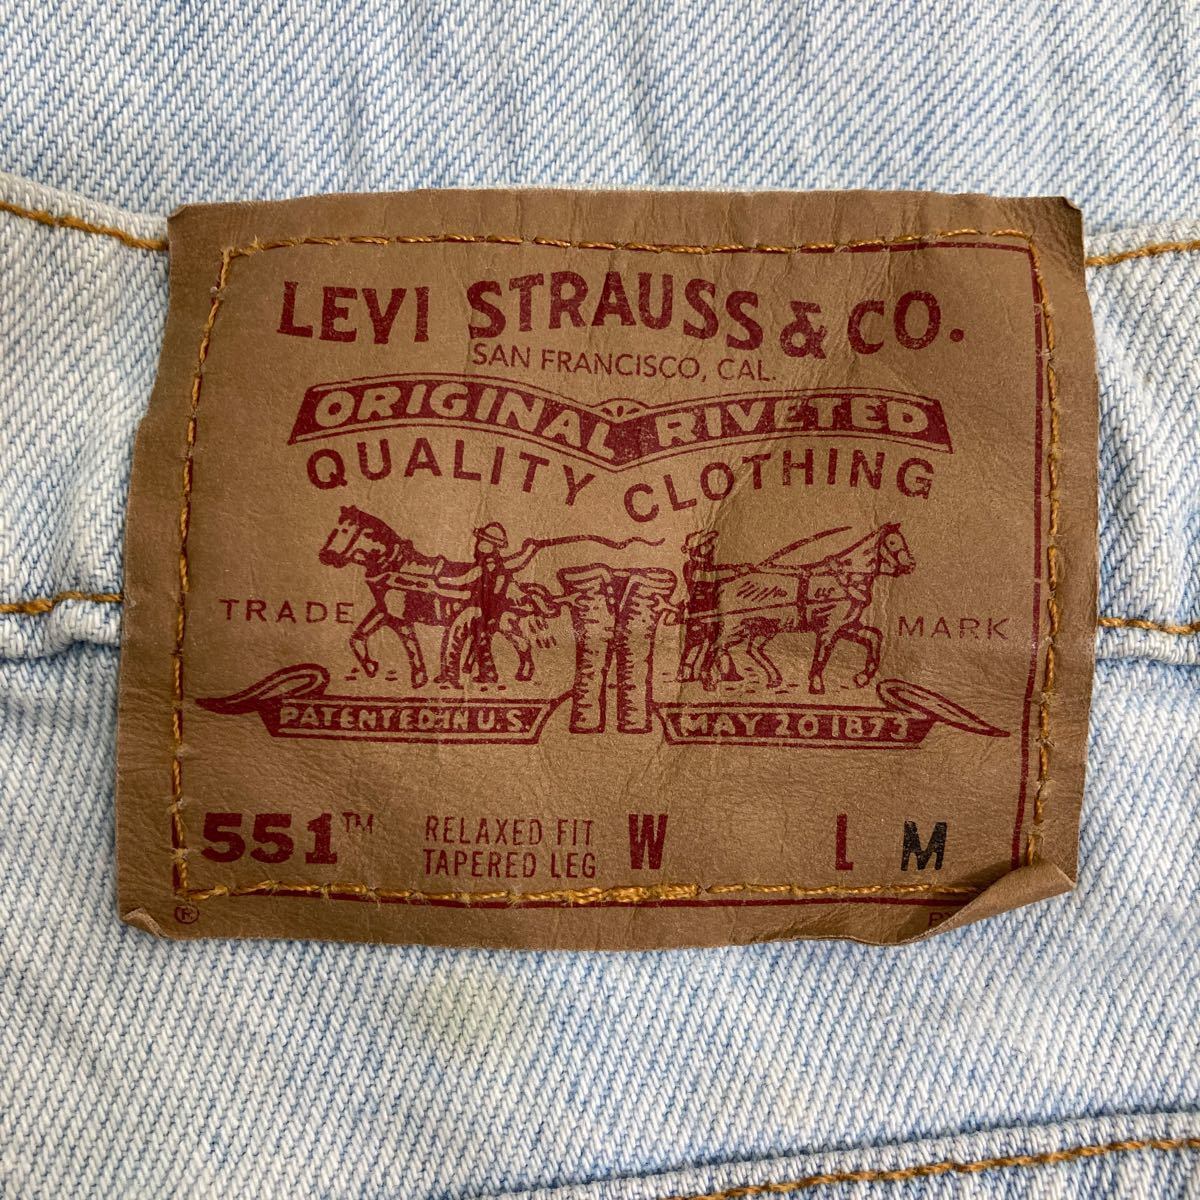 LEVI STRAUSS & CO.
SAN FRANCISCO, CAL.
ORIGINAL RIVETED
QUALITY CLOTHING
TRADE MARK
PATENTED IN U.S. MAY 20 1873
551™ RELAXED FIT W L M
TAPERED LEG
®